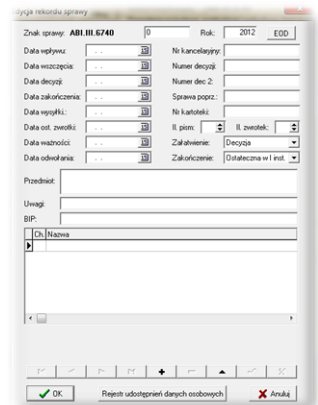 Edycja rekordu sprawy
Znak sprawy: ABI.III.6740 0 Rok: 2012 EOD
Data wpływu: . . Nr kancelaryjny:
Data wszczęcia: . . Numer decyzji:
Data decyzji: . . Numer dec 2:
Data zakończenia: . . Sprawa poprz.:
Data wysyłki.: . . Nr kartoteki:
Data ost. zwrotki: . . Il. pism: Il. zwrotek:
Data ważności: . . Załatwienie: Decyzja
Data odwołania: . . Zakończenie: Ostateczna w I inst.
Przedmiot:
Uwagi:
BIP:
Ch. Nazwa
OK Rejestr udostępnień danych osobowych Anuluj